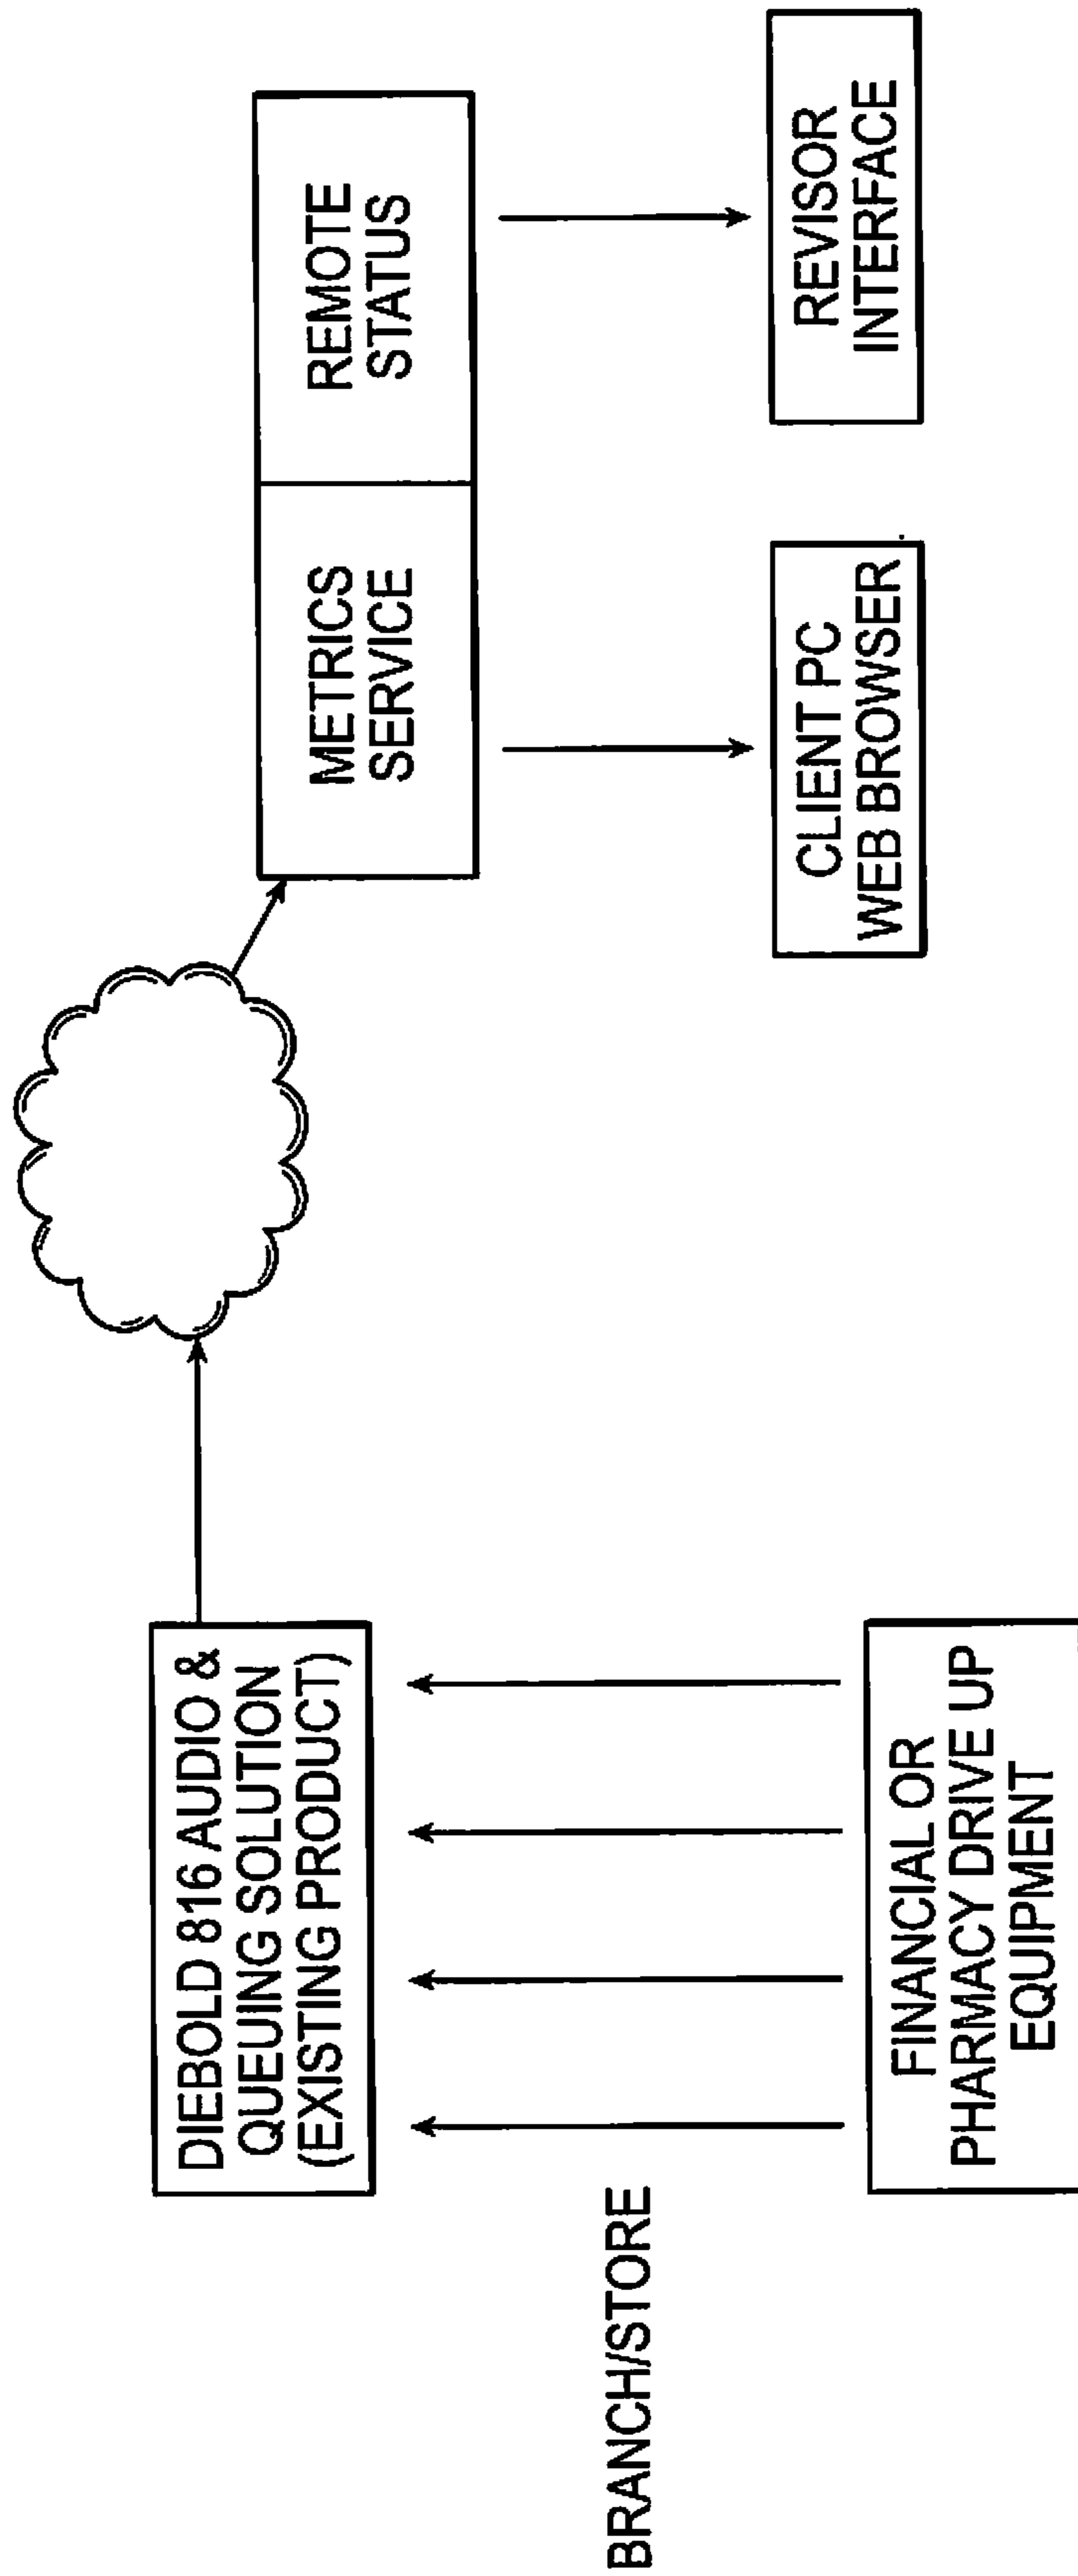 DIEBOLD 816 AUDIO &
QUEUING SOLUTION
(EXISTING PRODUCT)
METRICS
SERVICE
REMOTE
STATUS
BRANCH/STORE
FINANCIAL OR
PHARMACY DRIVE UP
EQUIPMENT
CLIENT PC
WEB BROWSER
REVISOR
INTERFACE